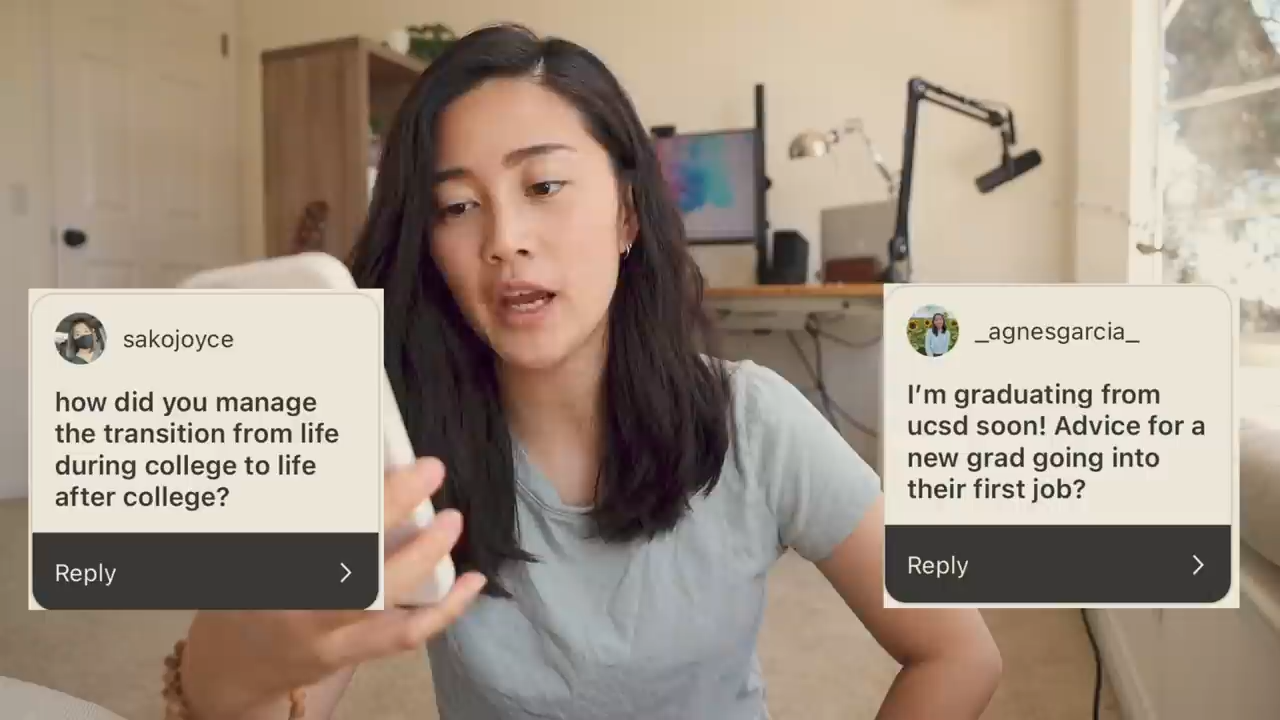 sakojoyce
how did you manage
the transition from life
during college to life
after college?
Reply
_agnesgarcia_
I'm graduating from
ucsd soon! Advice for a
new grad going into
their first job?
Reply